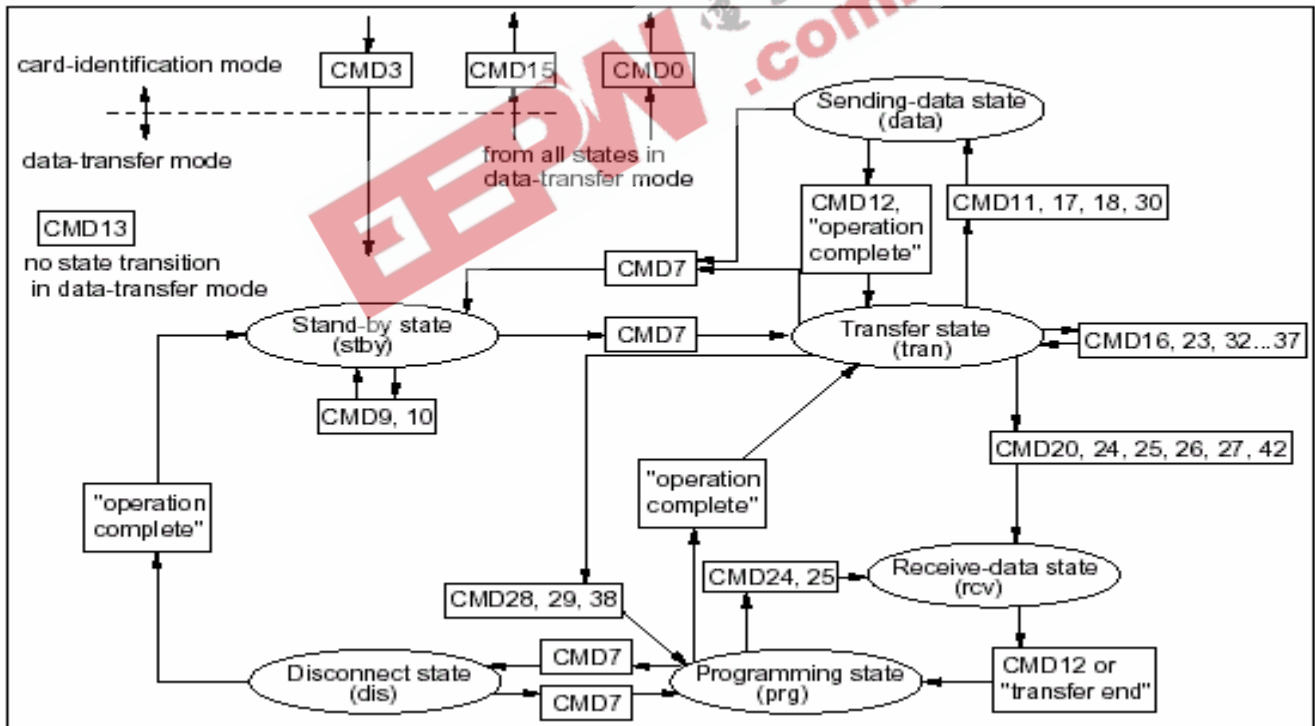 card-identification mode
CMD3
CMD15
CMD0
data-transfer mode
from all states in
data-transfer mode
CMD13
no state transition
in data-transfer mode
Sending-data state
(data)
CMD12,
"operation
complete"
CMD11, 17, 18, 30
CMD7
Stand-by state
(stby)
CMD7
Transfer state
(tran)
CMD16, 23, 32...37
CMD9, 10
CMD20, 24, 25, 26, 27, 42
"operation
complete"
"operation
complete"
CMD28, 29, 38
CMD24, 25
Receive-data state
(rcv)
Disconnect state
(dis)
CMD7
CMD7
Programming state
(prg)
CMD12 or
"transfer end"
EEPW
.com